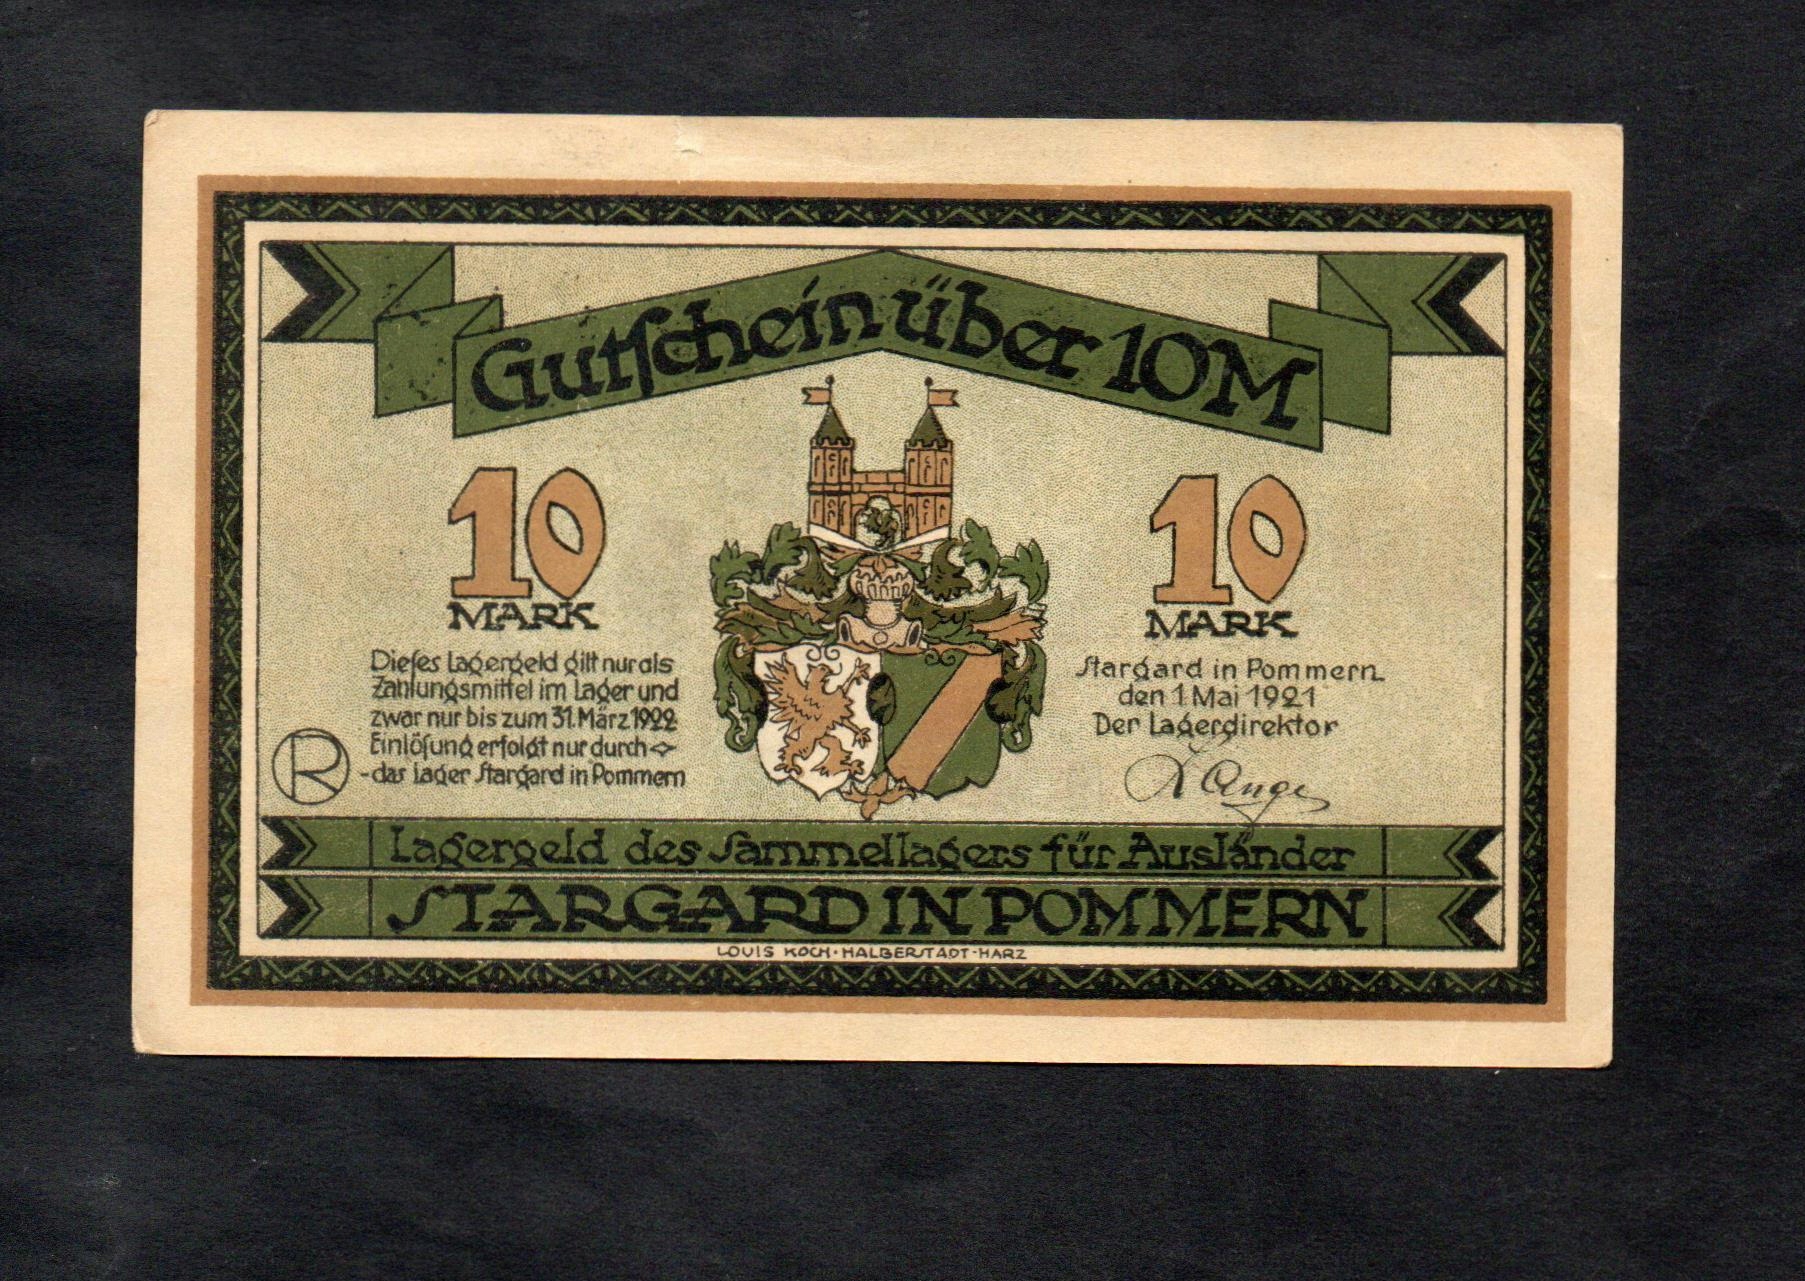 Gutschein über 10 M
10
MARK
10
MARK
Dieses Lagergeld gilt nur als
Zahlungsmittel im Lager und
zwar nur bis zum 31. März 1922
Einlösung erfolgt nur durch
- das Lager Stargard in Pommern
R
Stargard in Pommern
den 1 Mai 1921
Der Lagerdirektor
Lange
Lagergeld des Sammellagers für Ausländer
STARGARD IN POMMERN
LOUIS KOCH · HALBERSTADT - HARZ